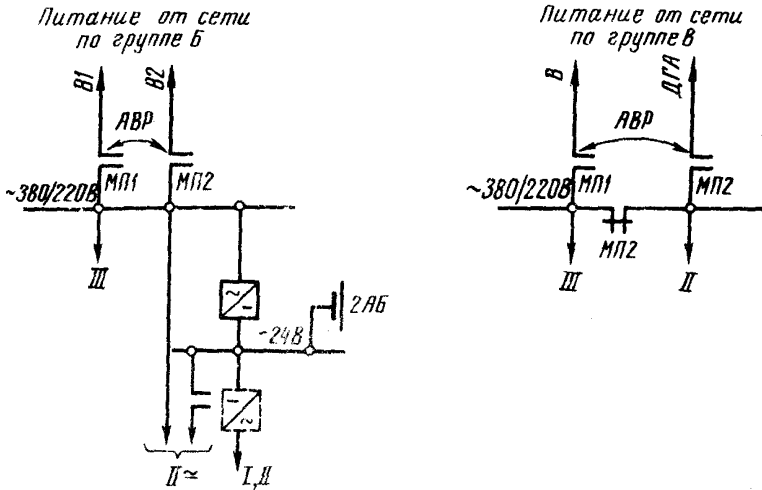 Питание от сети
по группе Б
В1
В2
АВР
МП1
МП2
~380/220В
III
~
–
2АБ
~24В
–
~
II≃
I,II
Питание от сети
по группе В
В
ДГА
АВР
МП1
МП2
~380/220В
МП2
III
II